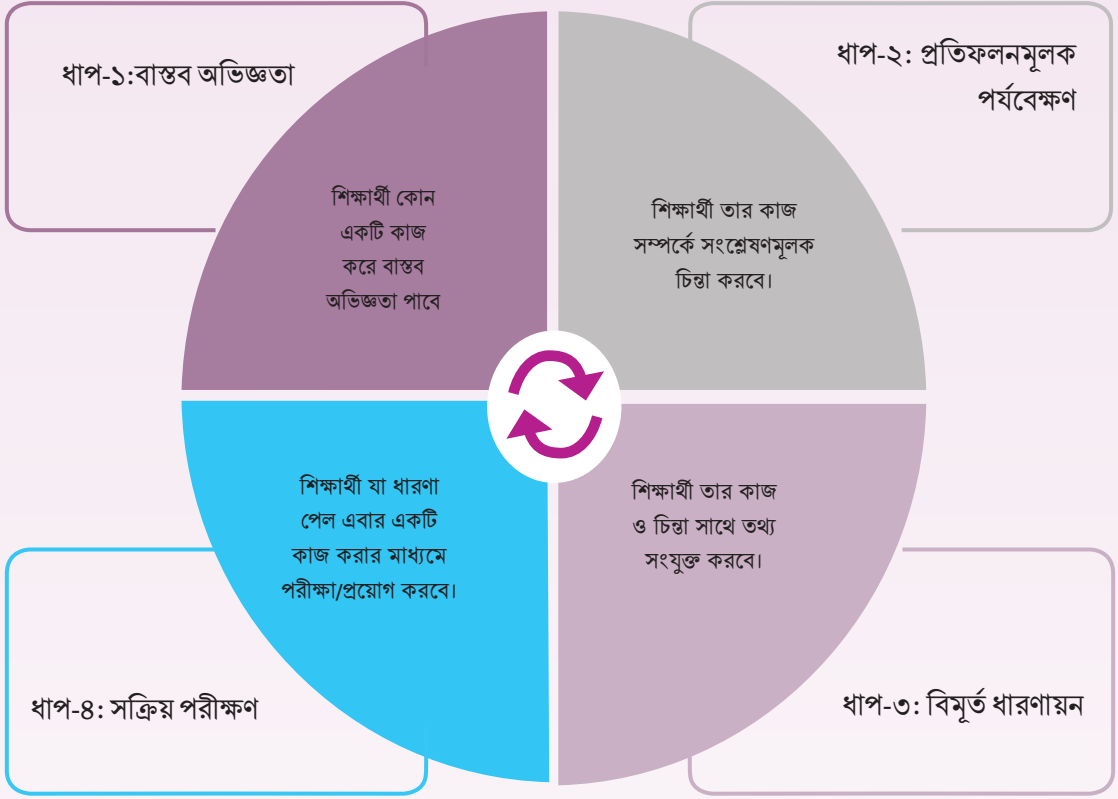 ধাপ-১:বাস্তব অভিজ্ঞতা
শিক্ষার্থী কোন
একটি কাজ
করে বাস্তব
অভিজ্ঞতা পাবে
ধাপ-২: প্রতিফলনমূলক
পর্যবেক্ষণ
শিক্ষার্থী তার কাজ
সম্পর্কে সংশ্লেষণমূলক
চিন্তা করবে।
শিক্ষার্থী তার কাজ
ও চিন্তা সাথে তথ্য
সংযুক্ত করবে।
ধাপ-৩: বিমূর্ত ধারণায়ন
শিক্ষার্থী যা ধারণা
পেল এবার একটি
কাজ করার মাধ্যমে
পরীক্ষা/প্রয়োগ করবে।
ধাপ-৪: সক্রিয় পরীক্ষণ